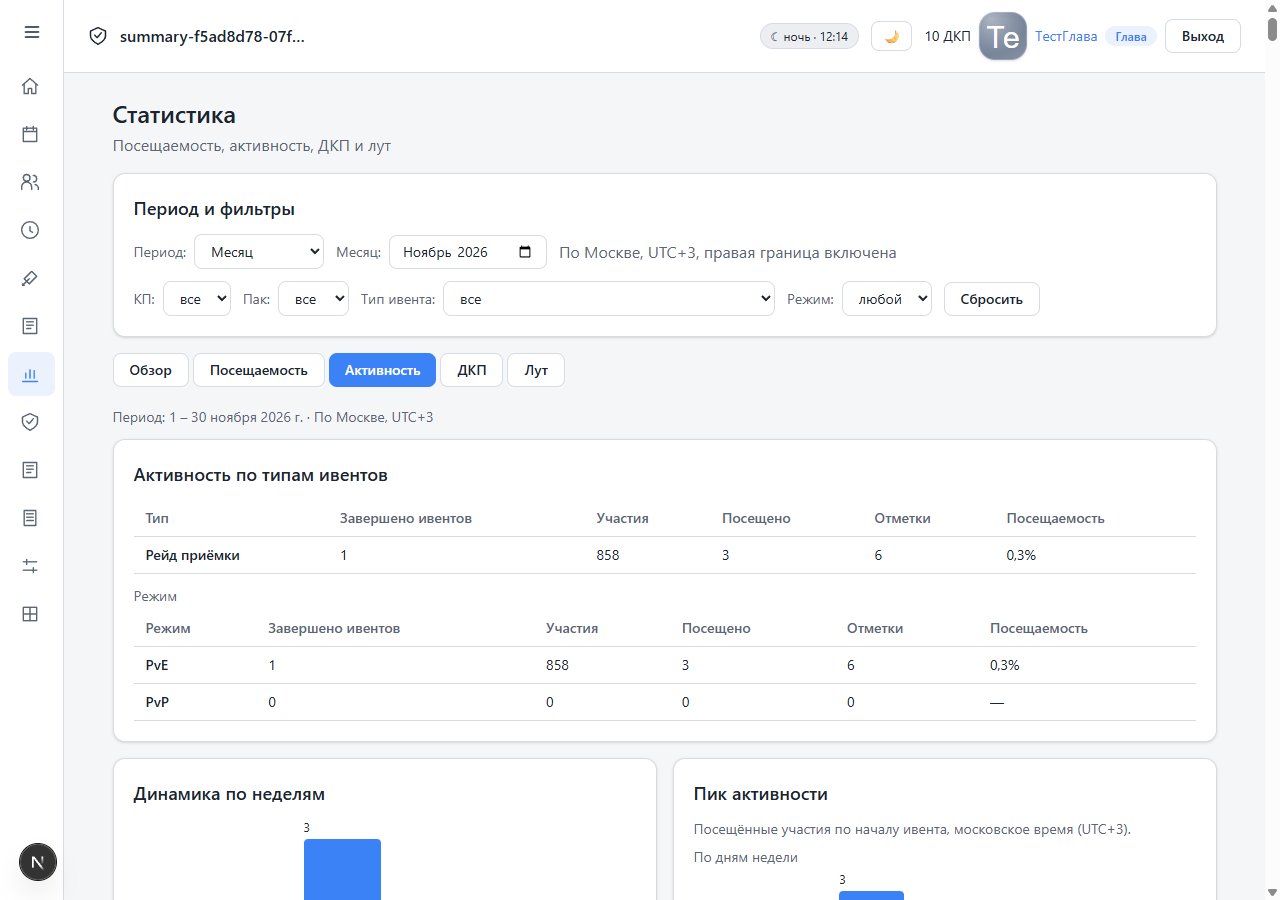 summary-f5ad8d78-07f...
☾ ночь · 12:14
10 ДКП
Te
ТестГлава
Глава
Выход
Статистика
Посещаемость, активность, ДКП и лут
Период и фильтры
Период: Месяц Месяц: Ноябрь 2026 По Москве, UTC+3, правая граница включена
КП: все Пак: все Тип ивента: все Режим: любой Сбросить
Обзор Посещаемость Активность ДКП Лут
Период: 1 – 30 ноября 2026 г. · По Москве, UTC+3
Активность по типам ивентов
Тип Завершено ивентов Участия Посещено Отметки Посещаемость
Рейд приёмки 1 858 3 6 0,3%
Режим
Режим Завершено ивентов Участия Посещено Отметки Посещаемость
PvE 1 858 3 6 0,3%
PvP 0 0 0 0 —
Динамика по неделям
3
Пик активности
Посещённые участия по началу ивента, московское время (UTC+3).
По дням недели
3
N